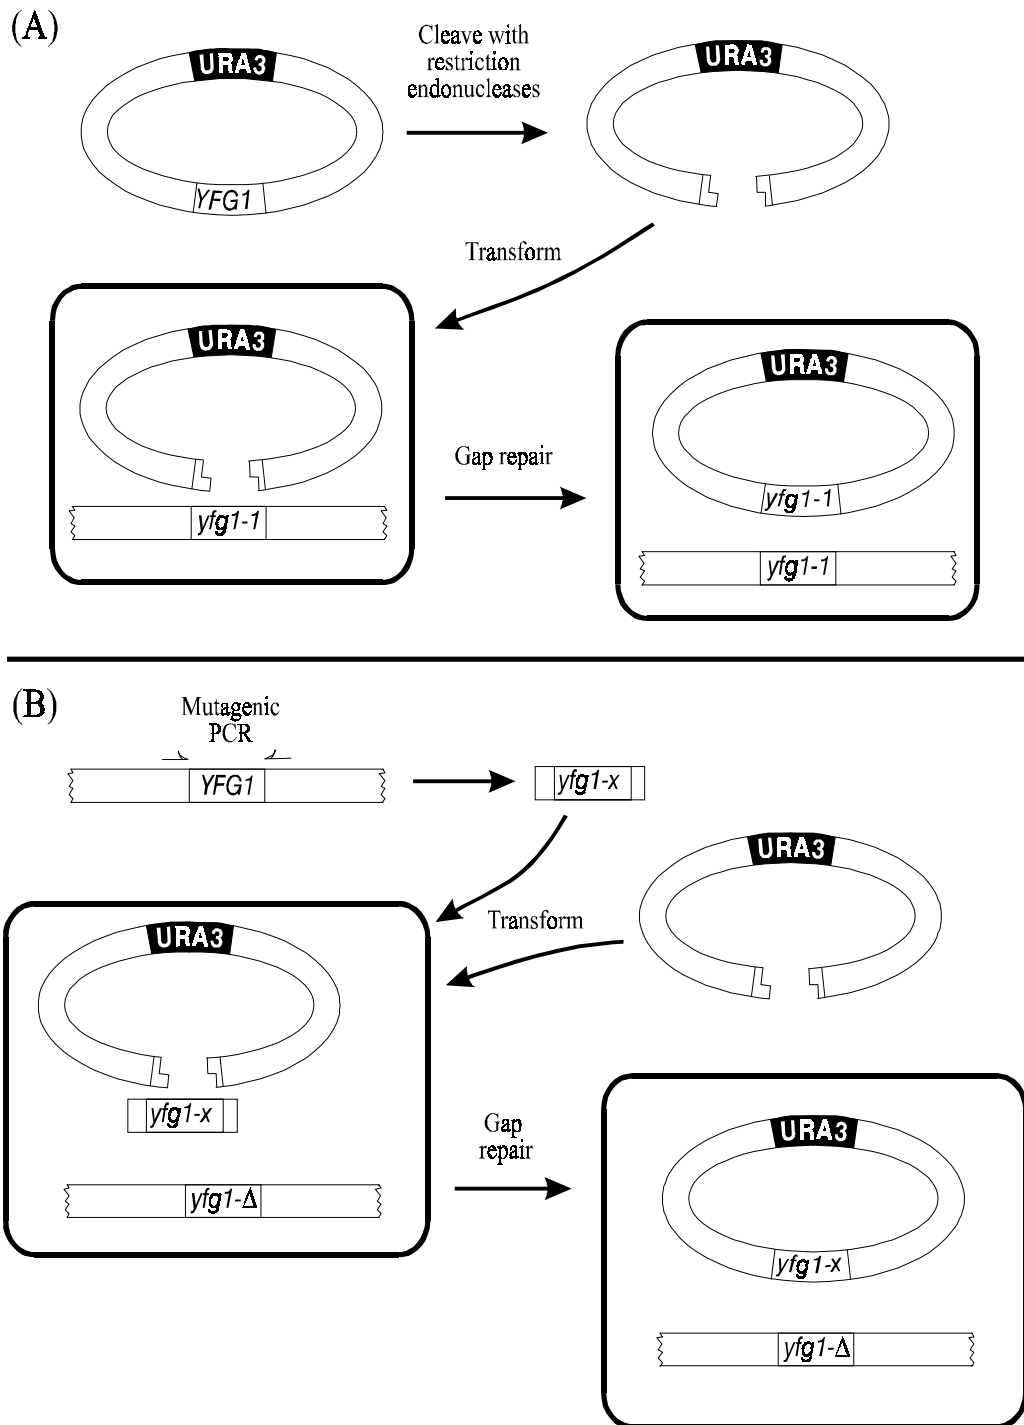 (A)
URA3
YFG1
Cleave with
restriction
endonucleases
URA3
Transform
URA3
yfg1-1
Gap repair
URA3
yfg1-1
yfg1-1
(B)
Mutagenic
PCR
YFG1
yfg1-x
URA3
Transform
URA3
yfg1-x
yfg1-Δ
Gap
repair
URA3
yfg1-x
yfg1-Δ